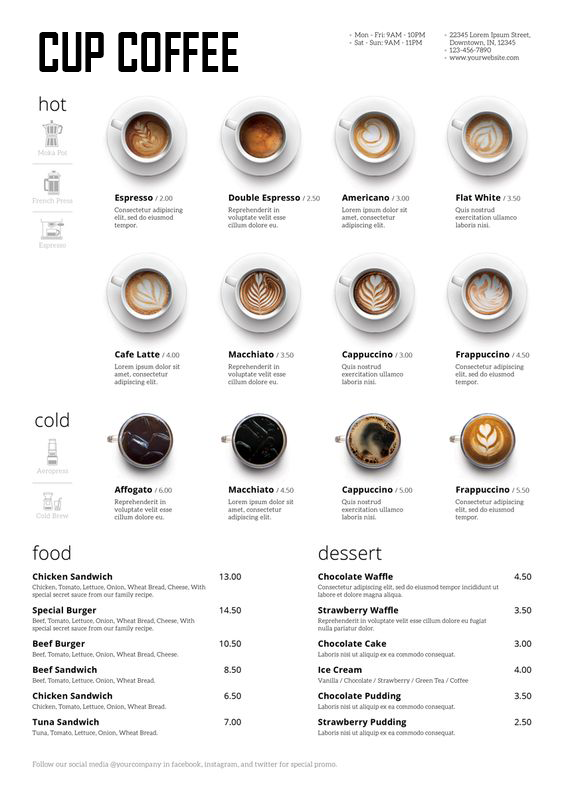 CUP COFFEE
Mon - Fri: 9AM - 10PM
Sat - Sun: 9AM - 11PM
22345 Lorem Ipsum Street,
Downtown, IN, 12345
123-456-7890
www.yourwebsite.com
hot
Moka Pot
French Press
Espresso
Espresso / 2.00
Consectetur adipiscing
elit, sed do eiusmod
tempor.
Double Espresso / 2.50
Reprehenderit in
voluptate velit esse
cillum dolore eu.
Americano / 3.00
Lorem ipsum dolor sit
amet, consectetur
adipiscing elit.
Flat White / 3.50
Quis nostrud
exercitation ullamco
laboris nisi.
Cafe Latte / 4.00
Lorem ipsum dolor sit
amet, consectetur
adipiscing elit.
Macchiato / 3.50
Reprehenderit in
voluptate velit esse
cillum dolore eu.
Cappuccino / 3.00
Quis nostrud
exercitation ullamco
laboris nisi.
Frappuccino / 4.50
Consectetur adipiscing
elit, sed do eiusmod
tempor.
cold
Aeropress
Cold Brew
Affogato / 6.00
Reprehenderit in
voluptate velit esse
cillum dolore eu.
Macchiato / 4.50
Lorem ipsum dolor sit
amet, consectetur
adipiscing elit.
Cappuccino / 5.00
Quis nostrud
exercitation ullamco
laboris nisi.
Frappuccino / 5.50
Consectetur adipiscing
elit, sed do eiusmod
tempor.
food
Chicken Sandwich 13.00
Chicken, Tomato, Lettuce, Onion, Wheat Bread, Cheese, With
special secret sauce from our family recipe.
Special Burger 14.50
Beef, Tomato, Lettuce, Onion, Wheat Bread, Cheese, With
special secret sauce from our family recipe.
Beef Burger 10.50
Beef, Tomato, Lettuce, Onion, Wheat Bread, Cheese.
Beef Sandwich 8.50
Beef, Tomato, Lettuce, Onion, Wheat Bread.
Chicken Sandwich 6.50
Chicken, Tomato, Lettuce, Onion, Wheat Bread.
Tuna Sandwich 7.00
Tuna, Tomato, Lettuce, Onion, Wheat Bread.
dessert
Chocolate Waffle 4.50
Consectetur adipiscing elit, sed do eiusmod tempor incididunt ut
labore et dolore magna aliqua.
Strawberry Waffle 3.50
Reprehenderit in voluptate velit esse cillum dolore eu fugiat
nulla pariatur dolor.
Chocolate Cake 3.00
Laboris nisi ut aliquip ex ea commodo consequat.
Ice Cream 4.00
Vanilla / Chocolate / Strawberry / Green Tea / Coffee
Chocolate Pudding 3.50
Laboris nisi ut aliquip ex ea commodo consequat.
Strawberry Pudding 2.50
Laboris nisi ut aliquip ex ea commodo consequat.
Follow our social media @yourcompany in facebook, instagram, and twitter for special promo.